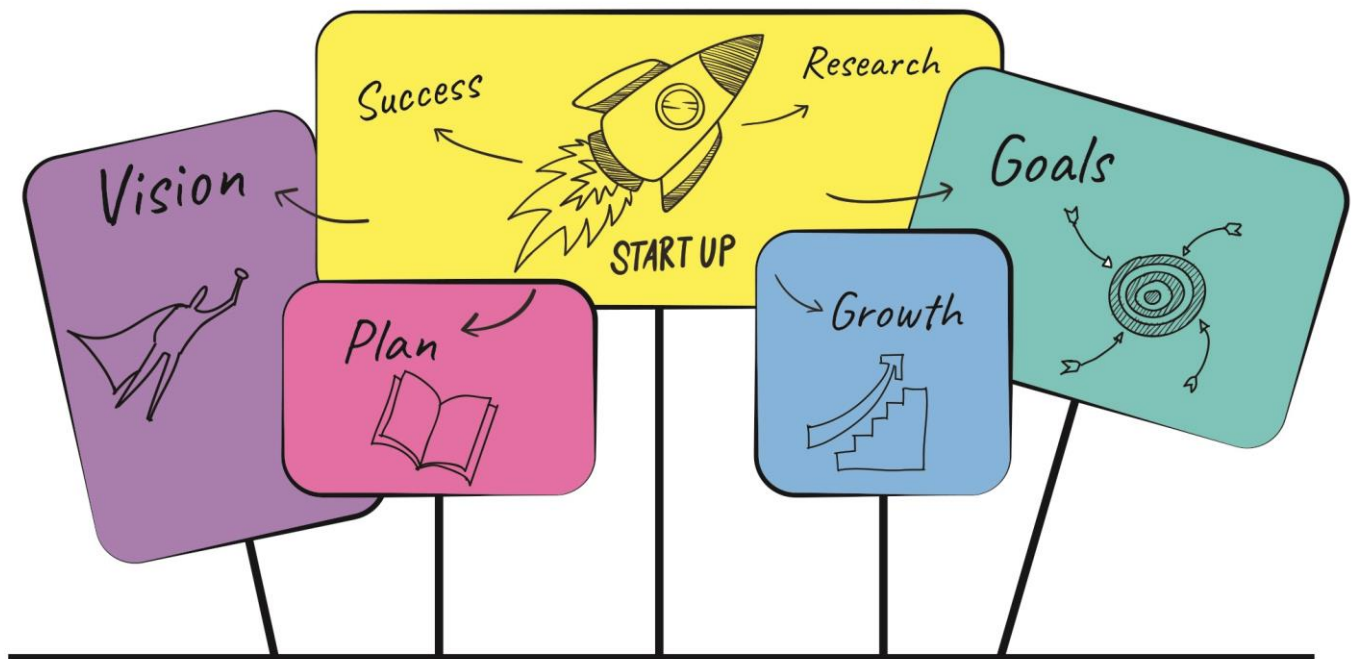 Success
Research
START UP
Vision
Plan
Growth
Goals